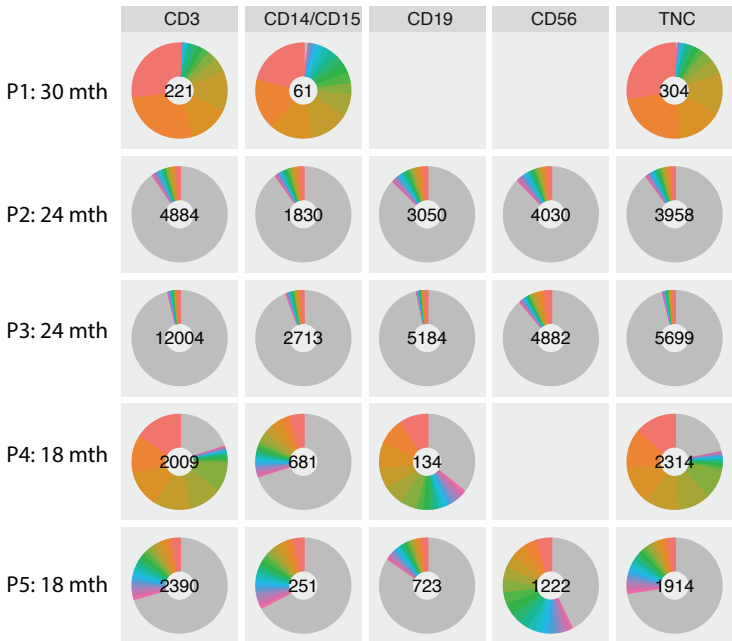 CD3 CD14/CD15 CD19 CD56 TNC
P1: 30 mth 221 61 304
P2: 24 mth 4884 1830 3050 4030 3958
P3: 24 mth 12004 2713 5184 4882 5699
P4: 18 mth 2009 681 134 2314
P5: 18 mth 2390 251 723 1222 1914